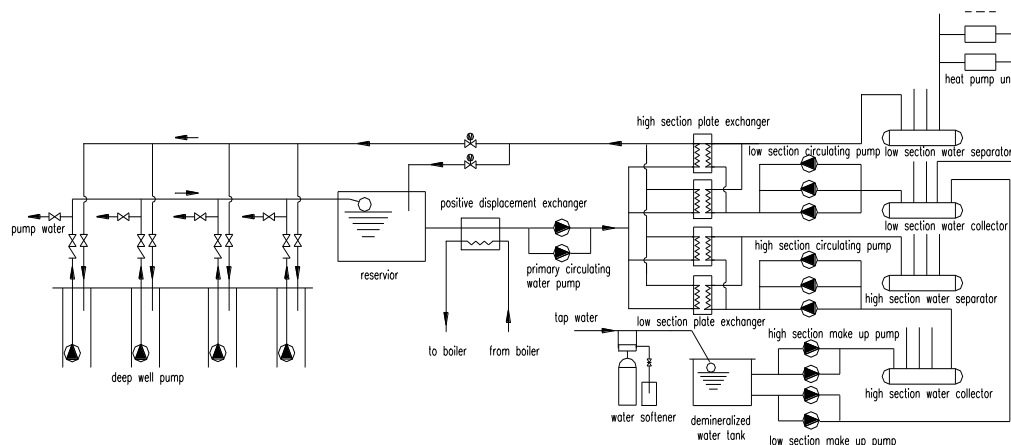 heat pump un
high section plate exchanger
low section circulating pump
low section water separator
positive displacement exchanger
pump water
low section water collector
reservior
primary circulating
water pump
high section circulating pump
high section water separator
tap water
low section plate exchanger
to boiler
from boiler
high section make up pump
deep well pump
high section water collector
water softener
demineralized
water tank
low section make up pump